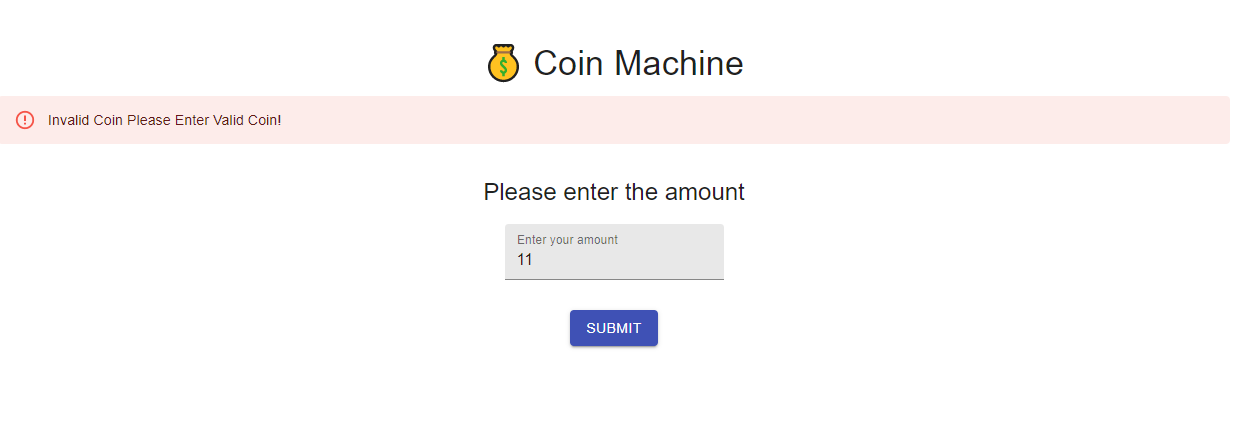 Coin Machine
Invalid Coin Please Enter Valid Coin!
Please enter the amount
Enter your amount
11
SUBMIT